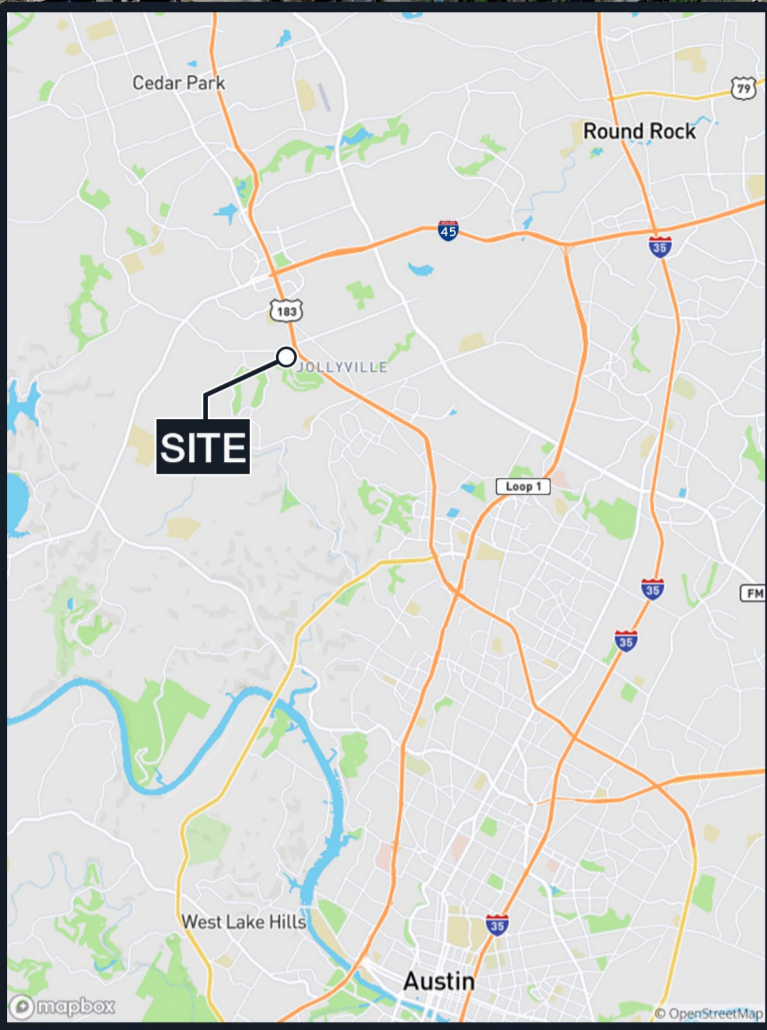 Cedar Park
79
Round Rock
45
35
183
JOLLYVILLE
SITE
Loop 1
35
FM
35
West Lake Hills
35
Austin
mapbox
© OpenStreetMap